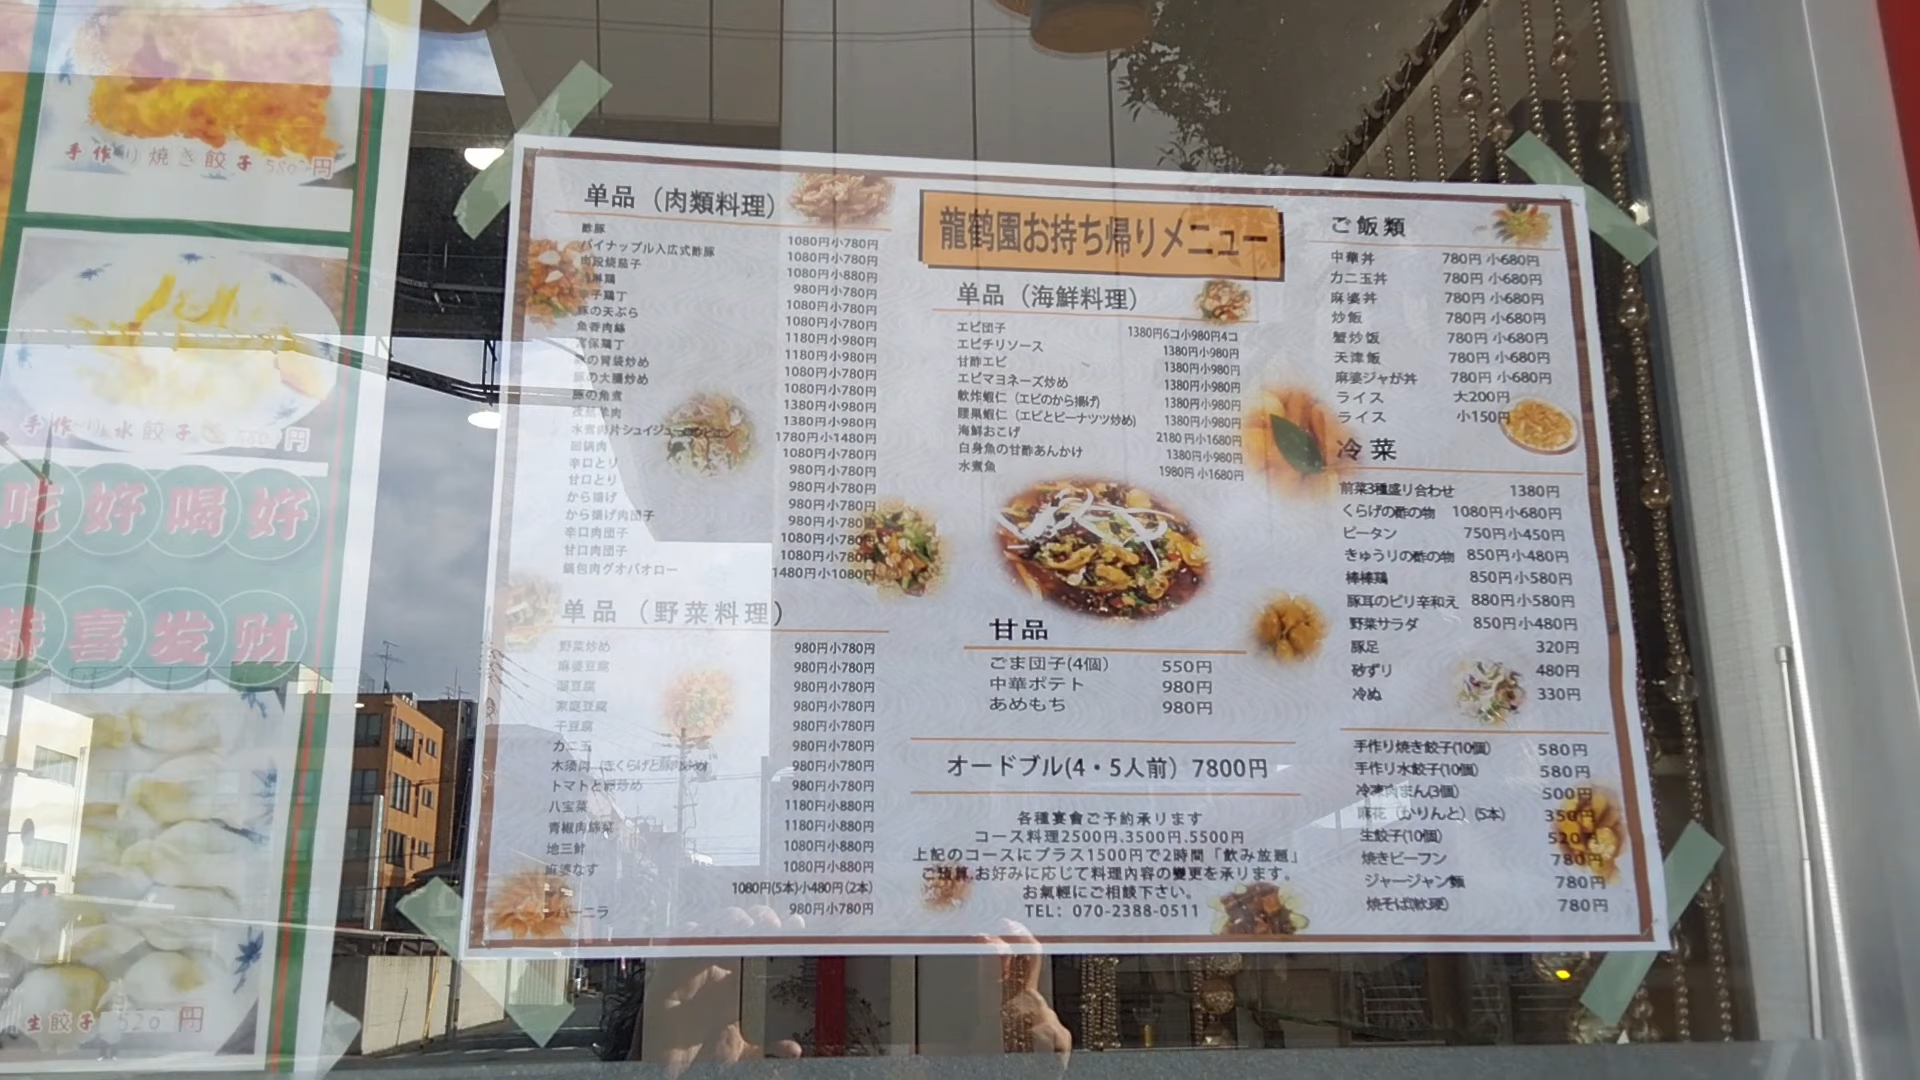 手作り焼き餃子 580円
手作り水餃子 580円
吃好喝好
恭喜发财
生餃子 520円
龍鹤園お持ち帰りメニュー
单品（肉類料理）
酢豚 1080円小780円
パイナップル入広式酢豚 1080円小780円
肉段焼茄子 1080円小880円
980円小780円
子鶏丁 1080円小780円
豚の天ぷら 1080円小780円
魚香肉絲 1180円小980円
宮保鶏丁 1180円小980円
豚の胃袋炒め 1080円小780円
豚の大腸炒め 1080円小780円
豚の角煮 1380円小980円
羊肉 1380円小980円
水煮肉片シュイジュー 1780円小1480円
回鍋肉 1080円小780円
辛口とり 980円小780円
甘口とり 980円小780円
から揚げ 980円小780円
から揚げ肉団子 980円小780円
辛口肉団子 1080円小780円
甘口肉団子 1080円小780円
鍋包肉グオバオロー 1480円小1080円
单品（野菜料理）
野菜炒め 980円小780円
麻婆豆腐 980円小780円
豆腐 980円小780円
家庭豆腐 980円小780円
干豆腐 980円小780円
カニ玉 980円小780円
木须肉（きくらげと豚肉炒め） 980円小780円
トマトと卵炒め 980円小780円
八宝菜 1180円小880円
青椒肉絲 1180円小880円
地三鮮 1080円小880円
麻婆なす 1080円小880円
1080円(5本)小480円(2本)
ーニラ 980円小780円
单品（海鮮料理）
エビ団子 1380円6コ小980円4コ
エビチリソース 1380円小980円
甘酢エビ 1380円小980円
エビマヨネーズ炒め 1380円小980円
軟炸蝦仁（エビのから揚げ） 1380円小980円
腰果蝦仁（エビとピーナツツ炒め) 1380円小980円
海鮮おこげ 2180円小1680円
白身魚の甘酢あんかけ 1380円小980円
水煮魚 1980円 小1680円
甘品
ごま団子(4個) 550円
中華ポテト 980円
あめもち 980円
オードブル(4・5人前) 7800円
各種宴會ご予約承ります
コース料理2500円.3500円.5500円
上記のコースにプラス1500円で2時間「飲み放題」
ご預算,お好みに応じて料理內容の變更を承ります。
お氣軽にご相談下さい。
TEL: 070-2388-0511
ご飯類
中華丼 780円 小680円
カニ玉丼 780円 小680円
麻婆丼 780円 小680円
炒飯 780円 小680円
蟹炒饭 780円 小680円
天津飯 780円 小680円
麻婆ジャが丼 780円 小680円
ライス 大200円
ライス 小150円
冷菜
前菜3種盛り合わせ 1380円
くらげの酢の物 1080円小680円
ピータン 750円小450円
きゅうりの酢の物 850円小480円
棒棒鶏 850円小580円
豚耳のピリ辛和え 880円小580円
野菜サラダ 850円小480円
豚足 320円
砂ずり 480円
冷ぬ 330円
手作り焼き餃子(10個) 580円
手作り水餃子(10個) 580円
冷凍肉まん(3個) 500円
麻花（かりんと）(5本) 350円
生餃子(10個) 520円
焼きビーフン 780円
ジャージャン麵 780円
焼そば(軟硬) 780円